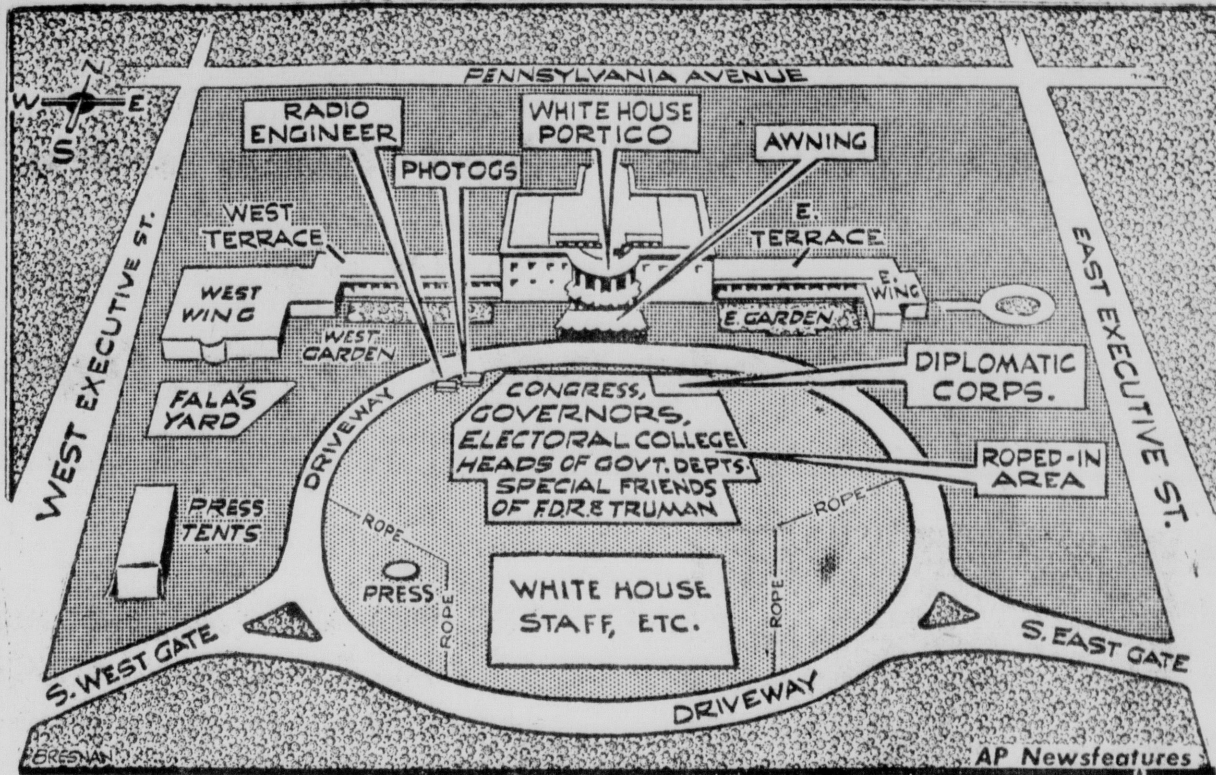 PENNSYLVANIA AVENUE
N
W E
S
RADIO
ENGINEER
WHITE HOUSE
PORTICO
AWNING
PHOTOGS
WEST
TERRACE
E.
TERRACE
WEST EXECUTIVE ST.
EAST EXECUTIVE ST.
WEST
WING
E.
WING
WEST
GARDEN
E. GARDEN
DIPLOMATIC
CORPS.
FALA'S
YARD
DRIVEWAY
CONGRESS,
GOVERNORS,
ELECTORAL COLLEGE
HEADS OF GOVT. DEPTS.
SPECIAL FRIENDS
OF F.D.R. & TRUMAN
ROPED-IN
AREA
PRESS
TENTS
ROPE
ROPE
PRESS
ROPE
ROPE
WHITE HOUSE
STAFF, ETC.
S. WEST GATE
S. EAST GATE
DRIVEWAY
BRESNAN
AP Newsfeatures